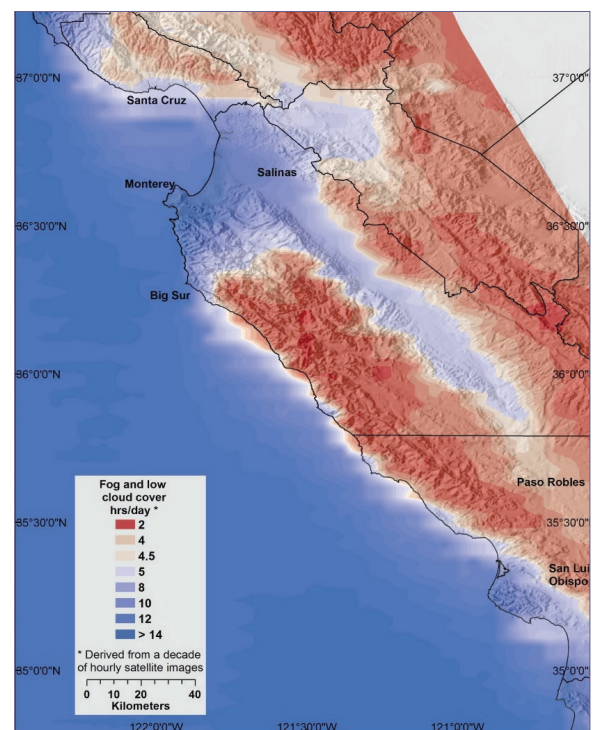 37°0'0"N
37°0'0"N
Santa Cruz
Salinas
Monterey
36°30'0"N
36°30'0"N
Big Sur
36°0'0"N
36°0'0"N
Fog and low
cloud cover
hrs/day *
2
4
4.5
5
8
10
12
> 14
* Derived from a decade
of hourly satellite images
0 10 20 40
Kilometers
Paso Robles
35°30'0"N
35°30'0"N
San Lui
Obispo
35°0'0"N
35°0'0"N
122°0'0"W
121°30'0"W
121°0'0"W